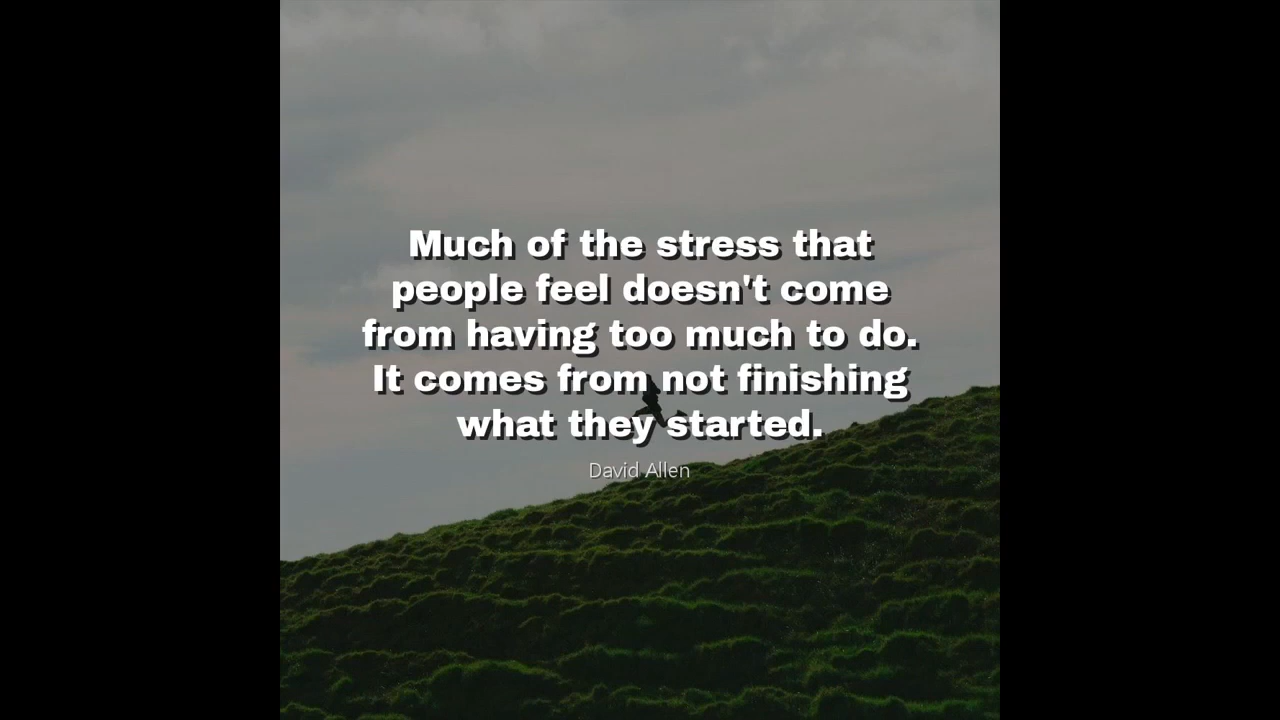 Much of the stress that
people feel doesn't come
from having too much to do.
It comes from not finishing
what they started.
David Allen